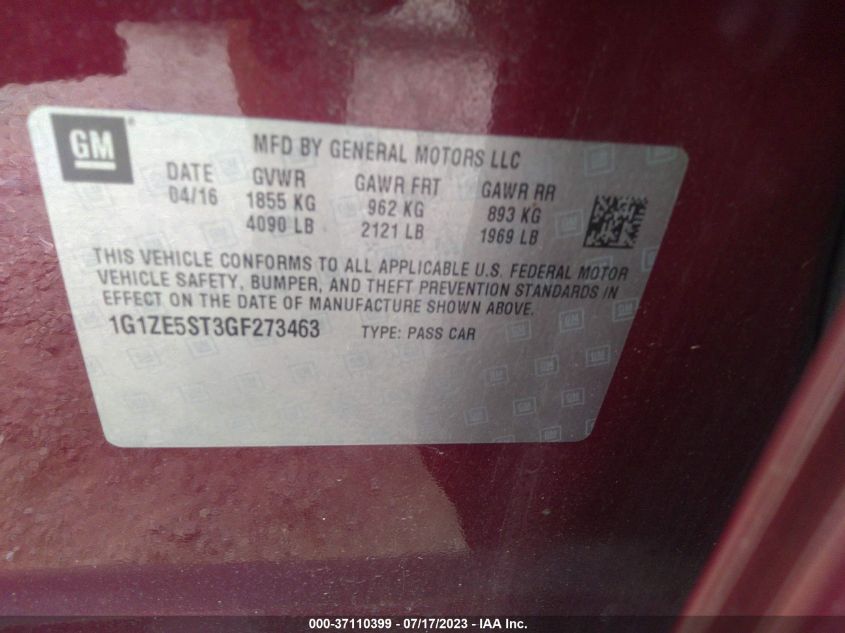 GM
MFD BY GENERAL MOTORS LLC
DATE GVWR GAWR FRT GAWR RR
04/16 1855 KG 962 KG 893 KG
4090 LB 2121 LB 1969 LB
THIS VEHICLE CONFORMS TO ALL APPLICABLE U.S. FEDERAL MOTOR
VEHICLE SAFETY, BUMPER, AND THEFT PREVENTION STANDARDS IN
EFFECT ON THE DATE OF MANUFACTURE SHOWN ABOVE.
1G1ZE5ST3GF273463 TYPE: PASS CAR
000-37110399 - 07/17/2023 - IAA Inc.